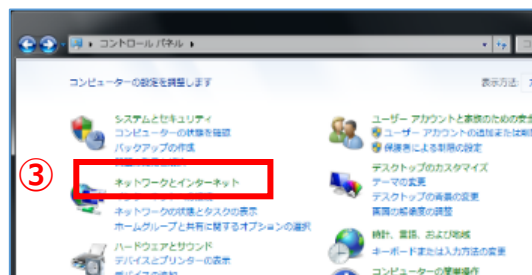 コントロール パネル
コンピューターの設定を調整します
表示方法:
システムとセキュリティ
コンピューターの状態を確認
バックアップの作成
③
ネットワークとインターネット
ネットワークの状態とタスクの表示
ホームグループと共有に関するオプションの選択
ハードウェアとサウンド
デバイスとプリンターの表示
デバイスの追加
ユーザー アカウントと家族のための安全
ユーザー アカウントの追加または削除
保護者による制限の設定
デスクトップのカスタマイズ
テーマの変更
デスクトップの背景の変更
画面の解像度の調整
時計、言語、および地域
キーボードまたは入力方法の変更
コンピューターの簡単操作